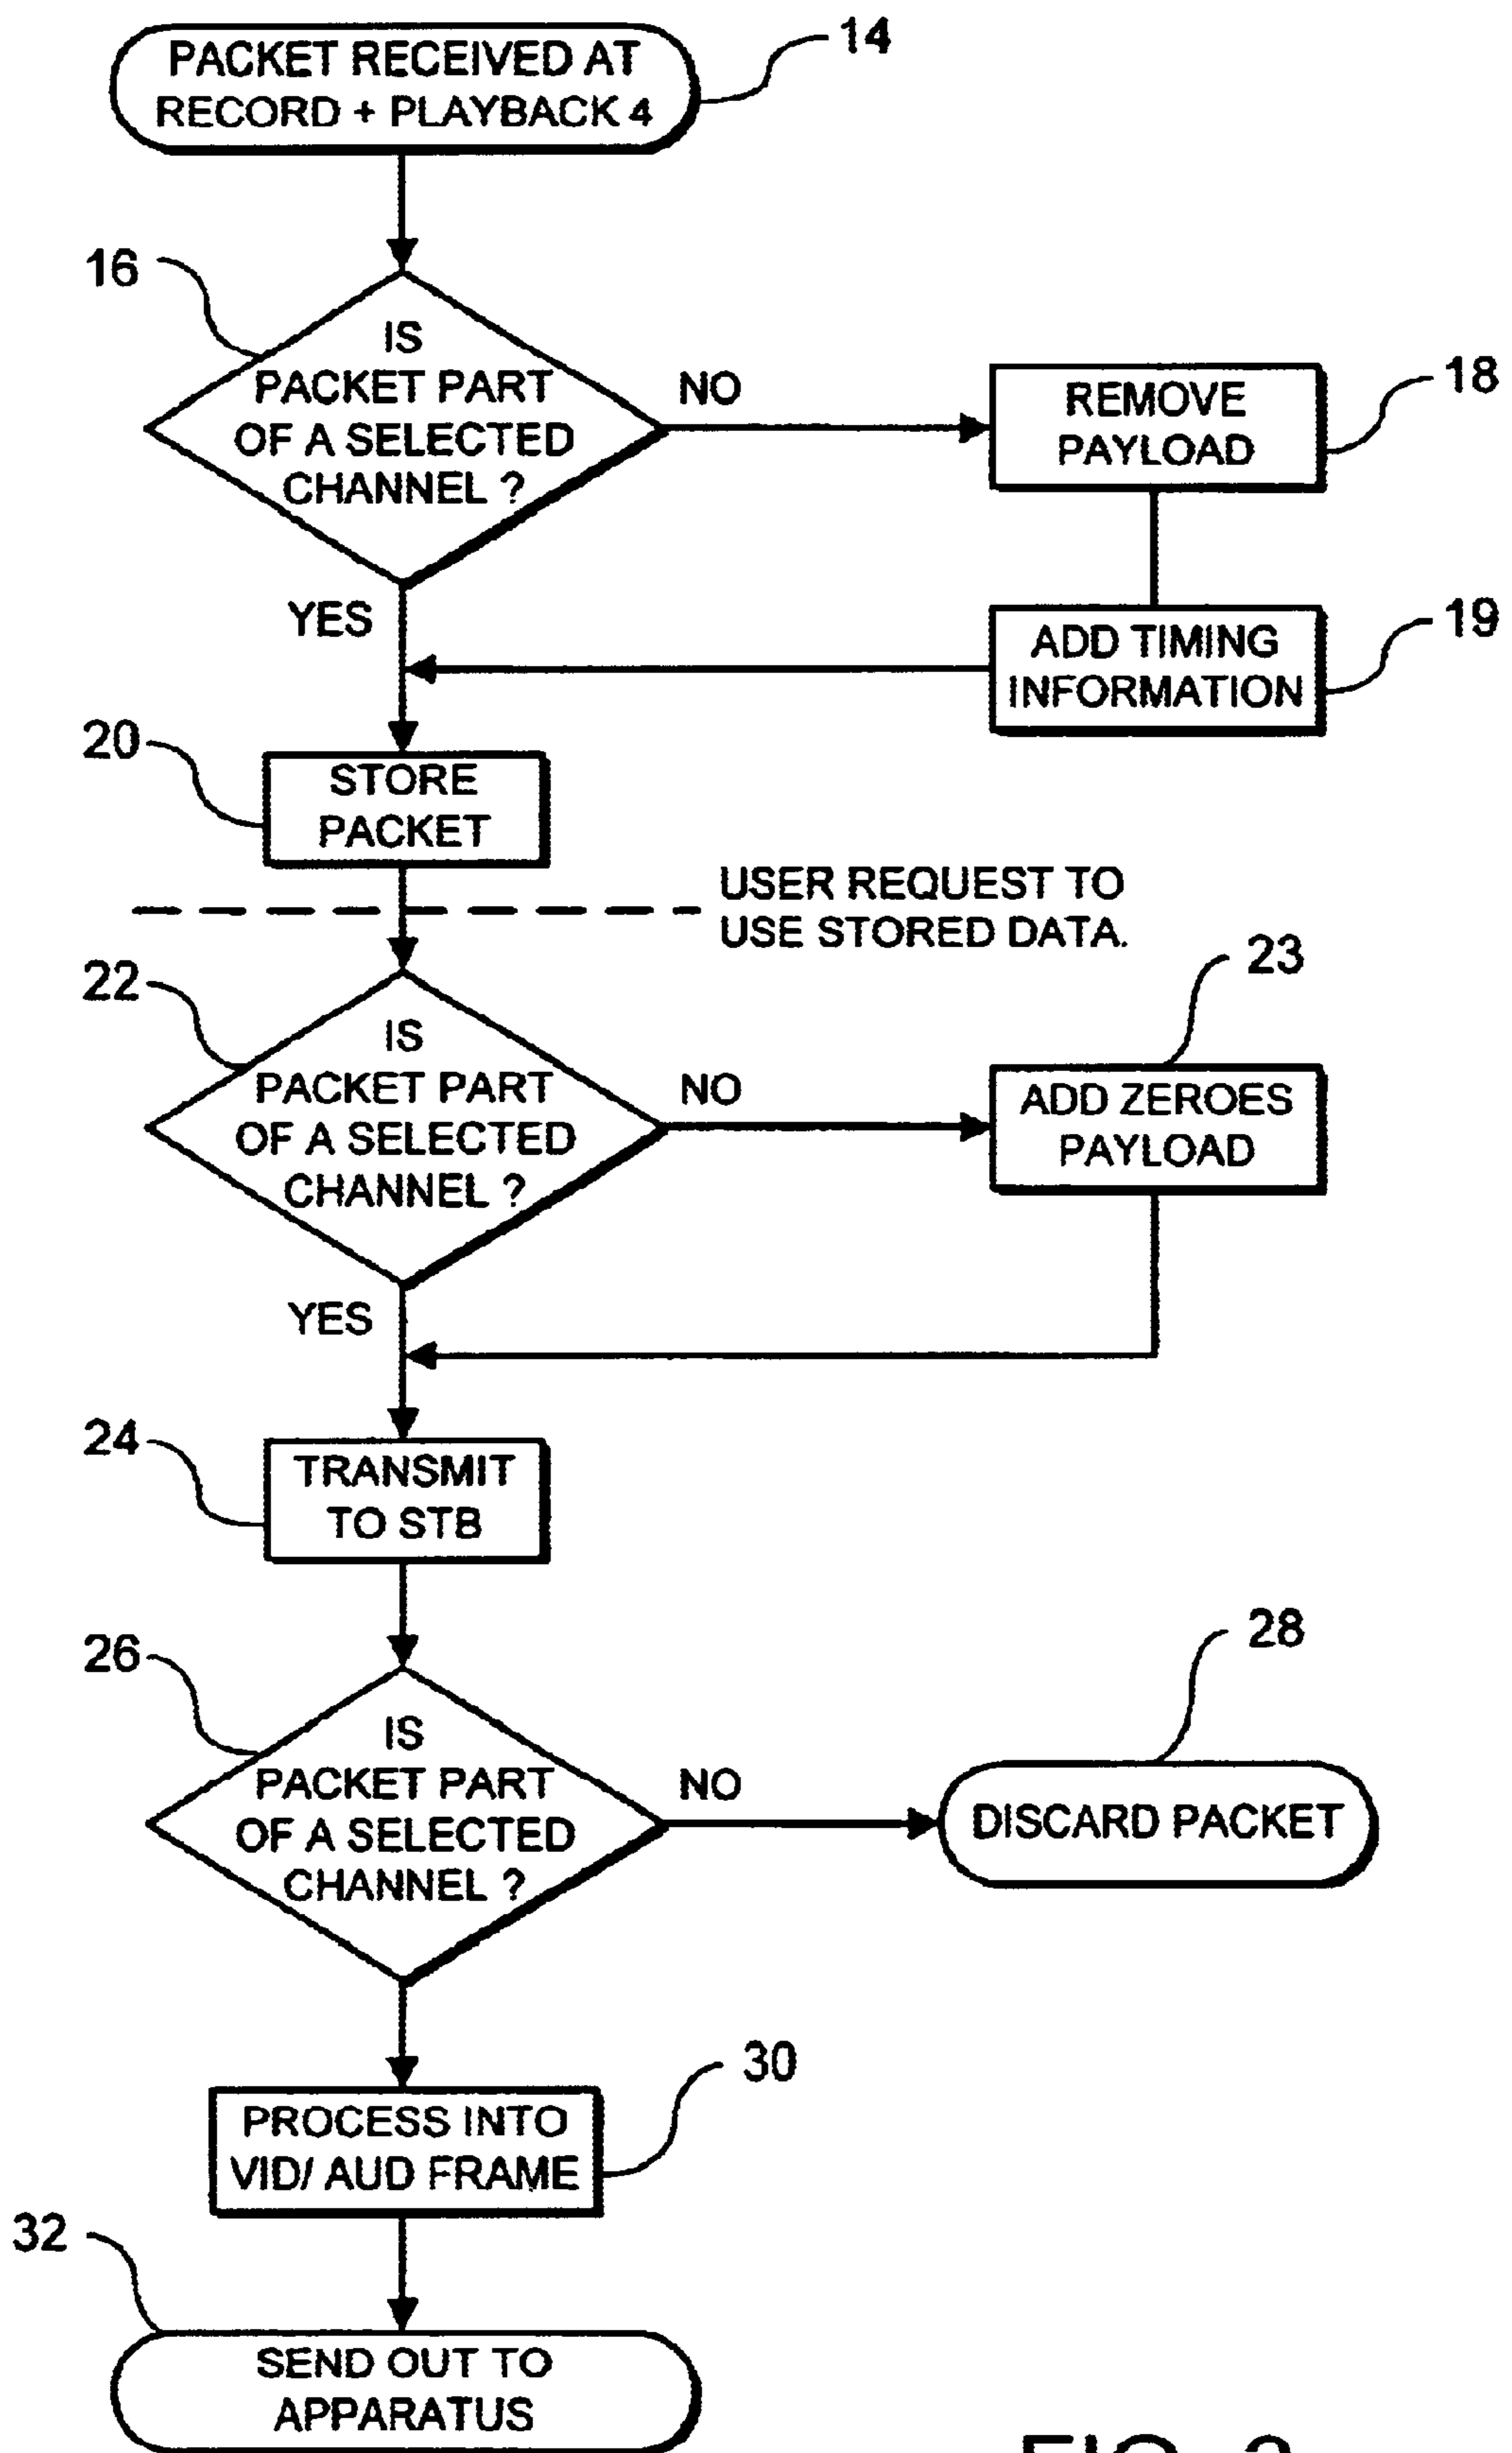 PACKET RECEIVED AT
RECORD + PLAYBACK 4
14
16
IS
PACKET PART
OF A SELECTED
CHANNEL ?
NO
REMOVE
PAYLOAD
18
YES
ADD TIMING
INFORMATION
19
20
STORE
PACKET
USER REQUEST TO
USE STORED DATA.
22
IS
PACKET PART
OF A SELECTED
CHANNEL ?
NO
23
ADD ZEROES
PAYLOAD
YES
24
TRANSMIT
TO STB
26
IS
PACKET PART
OF A SELECTED
CHANNEL ?
NO
28
DISCARD PACKET
30
PROCESS INTO
VID/ AUD FRAME
32
SEND OUT TO
APPARATUS
FIG.